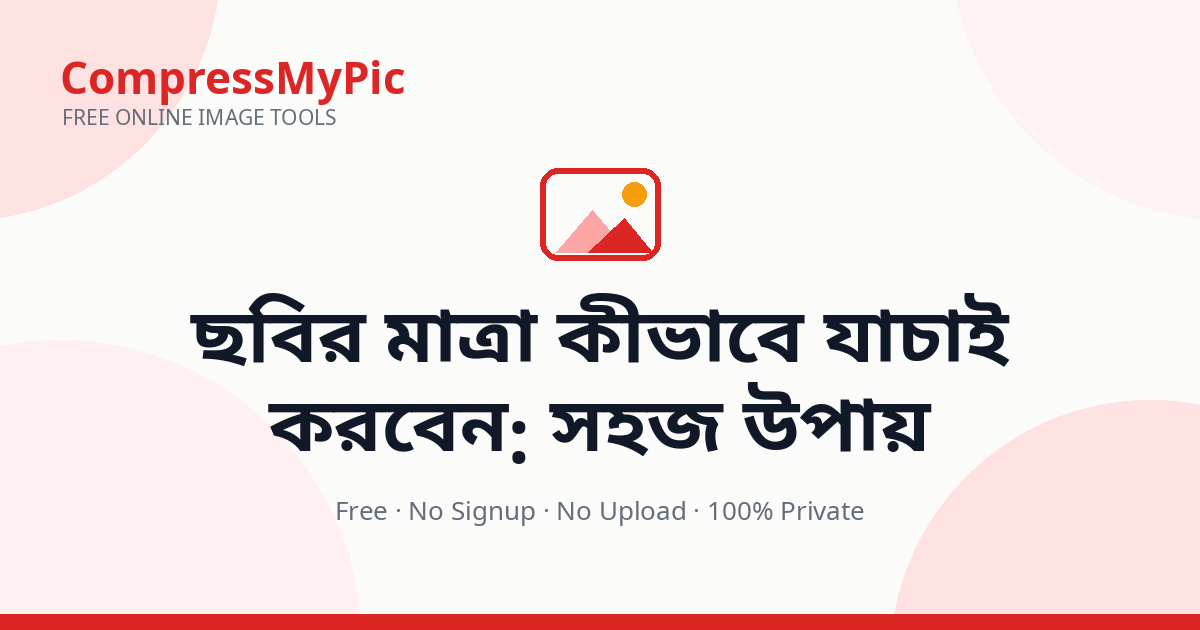 CompressMyPic
FREE ONLINE IMAGE TOOLS
ছবির মাত্রা কীভাবে যাচাই
করবেন: সহজ উপায়
Free · No Signup · No Upload · 100% Private